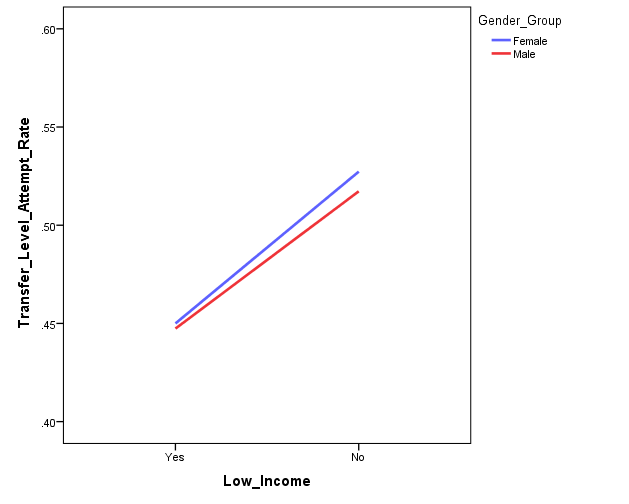 Gender_Group
Female
Male
Transfer_Level_Attempt_Rate
.60
.55
.50
.45
.40
Yes No
Low_Income